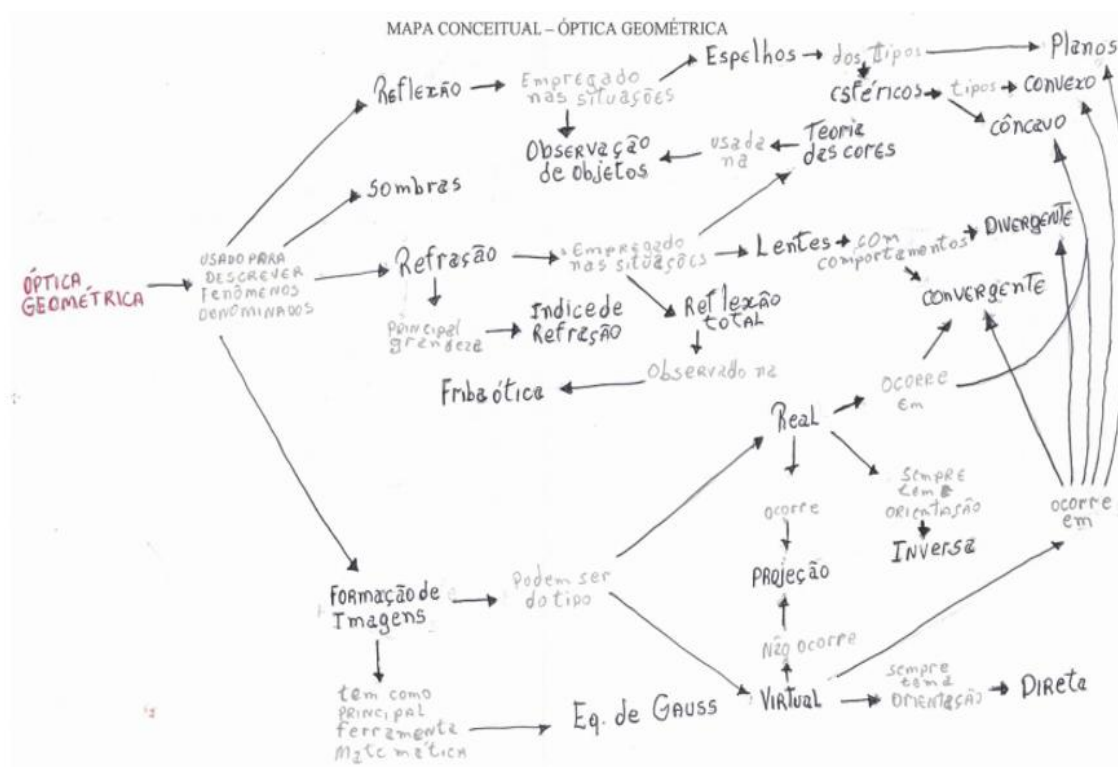 MAPA CONCEITUAL – ÓPTICA GEOMÉTRICA
Reflexão
Empregado
nas situações
Espelhos
dos tipos
Planos
esféricos
tipos
CONVEXO
CÔNCAVO
Observação
de objetos
usada
na
Teoria
das cores
Sombras
ÓPTICA
GEOMÉTRICA
USADO PARA
DESCREVER
FENÔMENOS
DENOMINADOS
Refração
Empregado
nas situações
Lentes
com
comportamentos
DIVERGENTE
CONVERGENTE
PRINCIPAL
grandeza
Indice de
Refração
Reflexão
total
Observado na
Friba ótica
Real
OCORRE
Em
SEMPRE
tem
ORIENTAÇÃO
INVERSA
ocorre
PROJEÇÃO
NÃO OCORRE
ocorre
em
FORMAÇÃO de
Imagens
Podem ser
do tipo
VIRTUAL
sempre
tem a
ORIENTAÇÃO
DIReta
tem como
PRINCIPAL
ferramenta
Matemática
Eq. de GAUSS